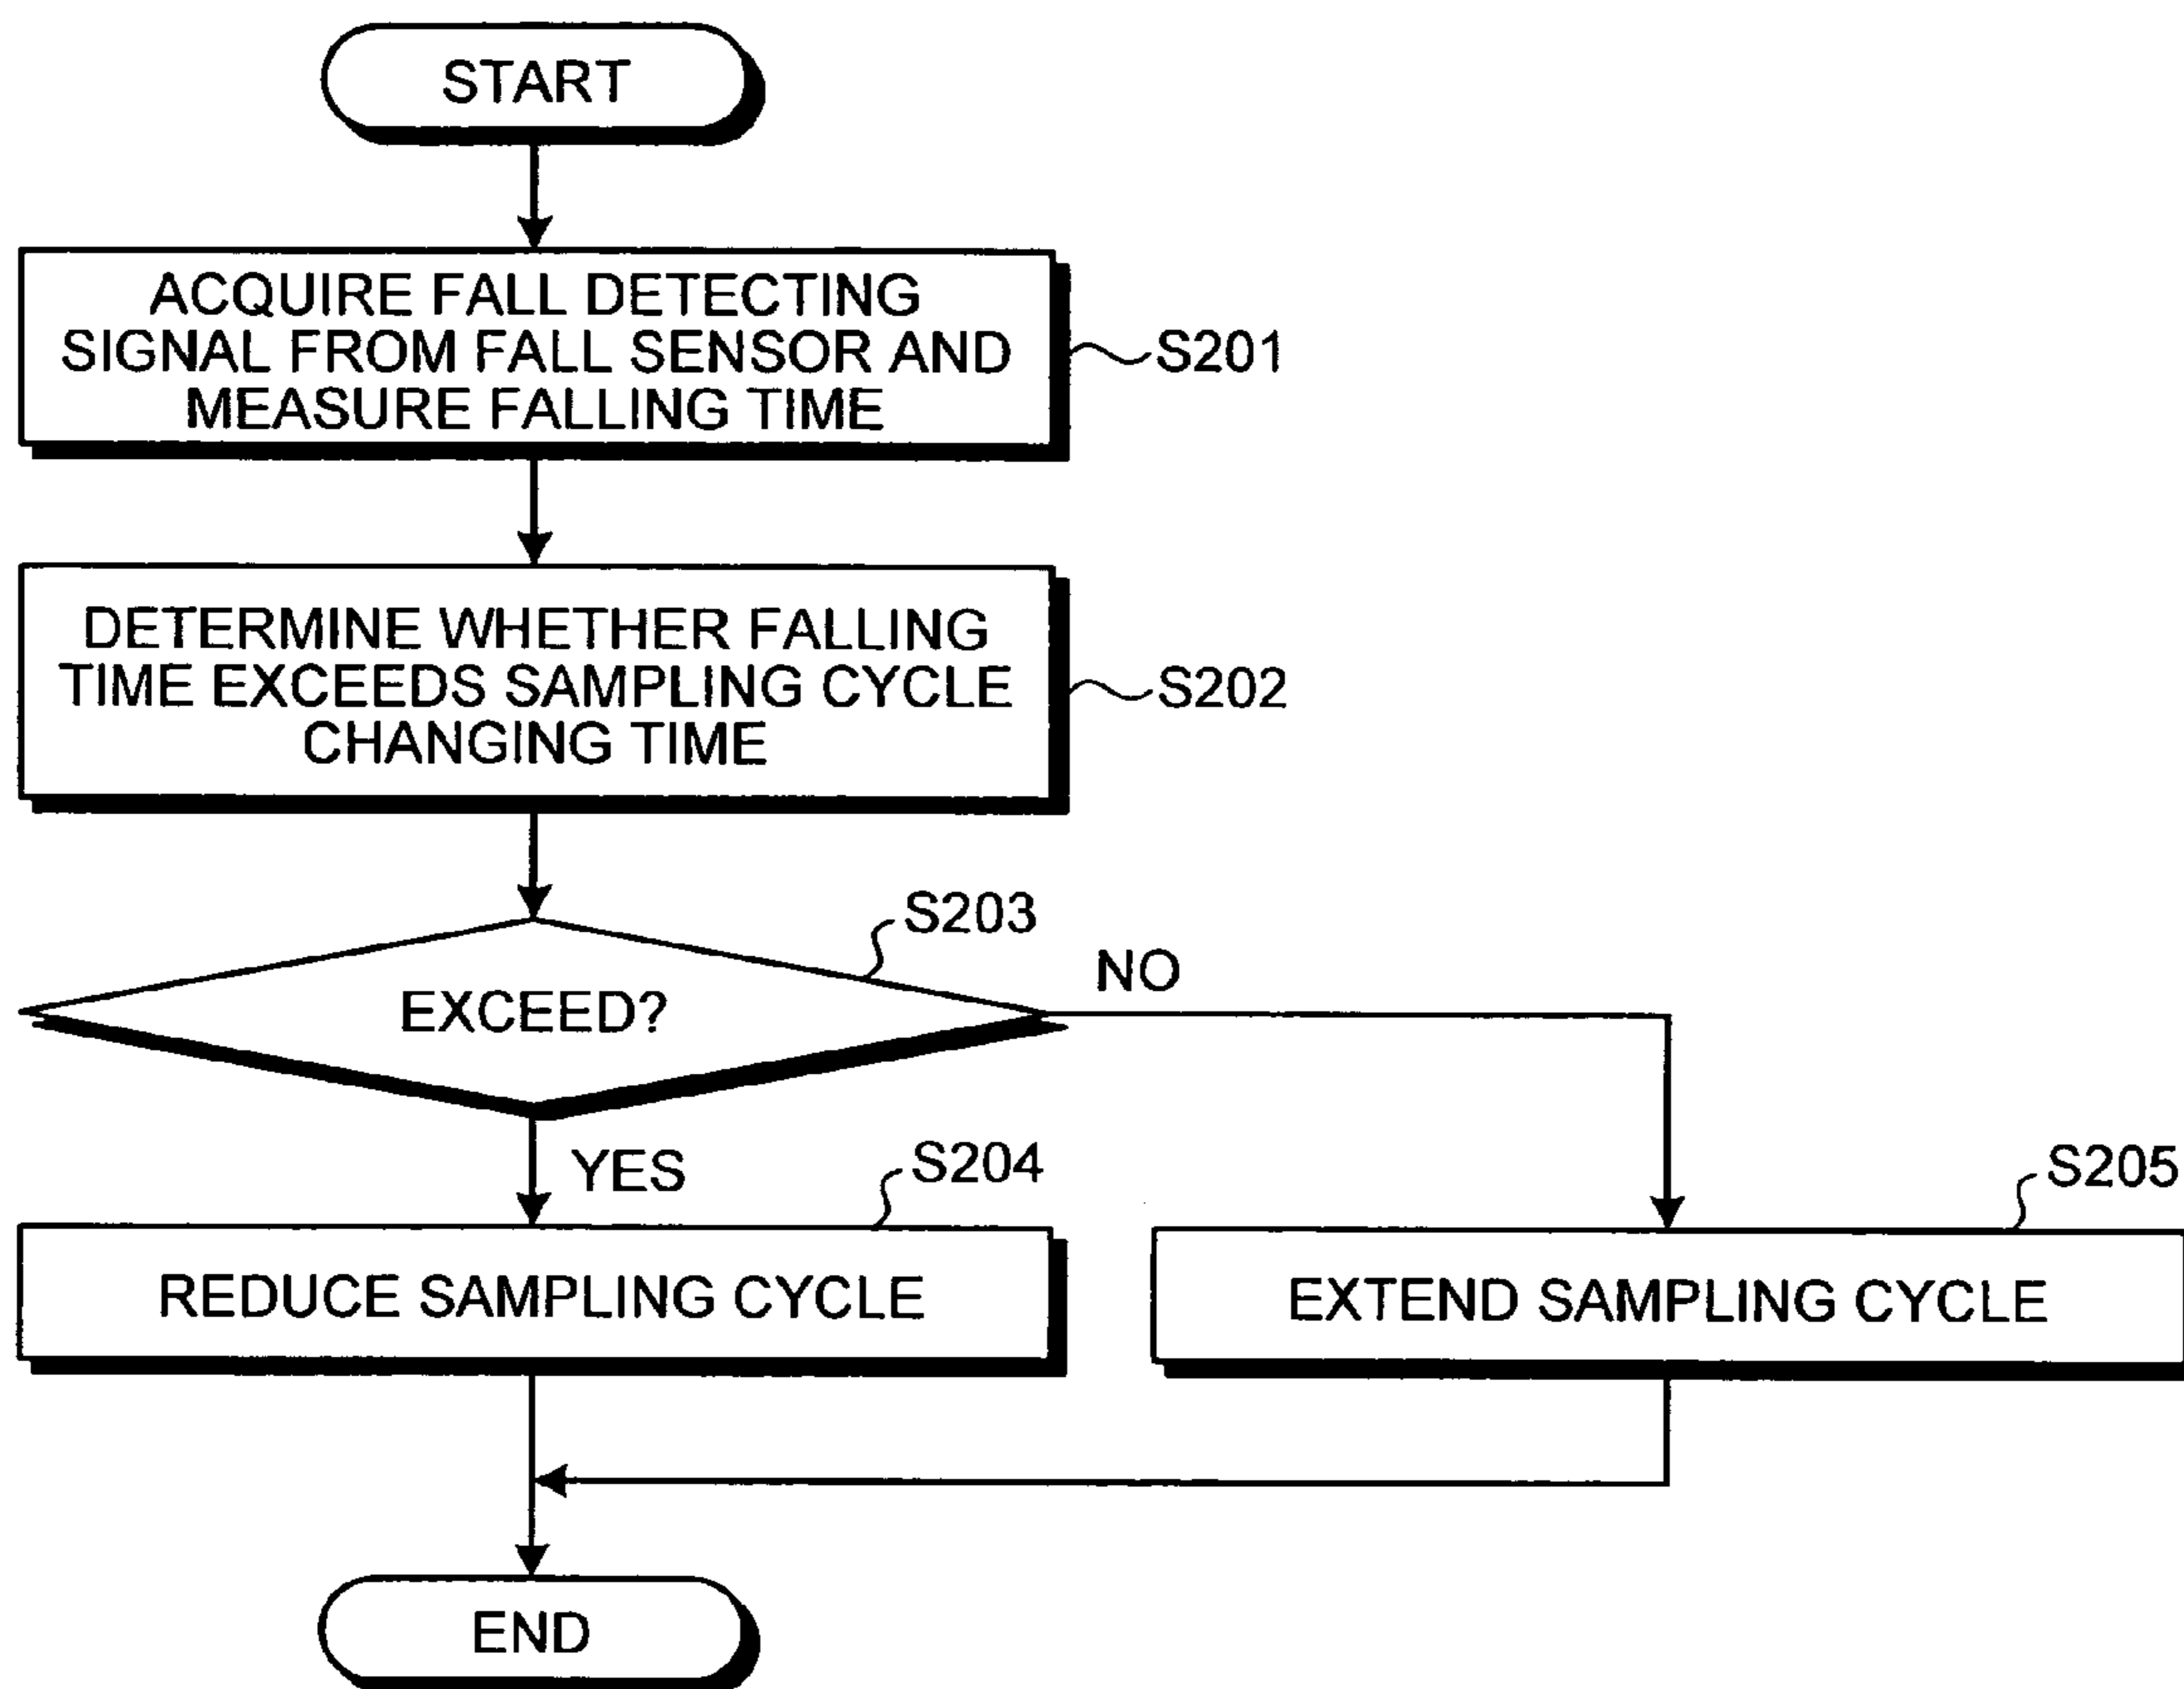 START
ACQUIRE FALL DETECTING
SIGNAL FROM FALL SENSOR AND
MEASURE FALLING TIME
S201
DETERMINE WHETHER FALLING
TIME EXCEEDS SAMPLING CYCLE
CHANGING TIME
S202
S203
EXCEED?
NO
YES
S204
REDUCE SAMPLING CYCLE
S205
EXTEND SAMPLING CYCLE
END